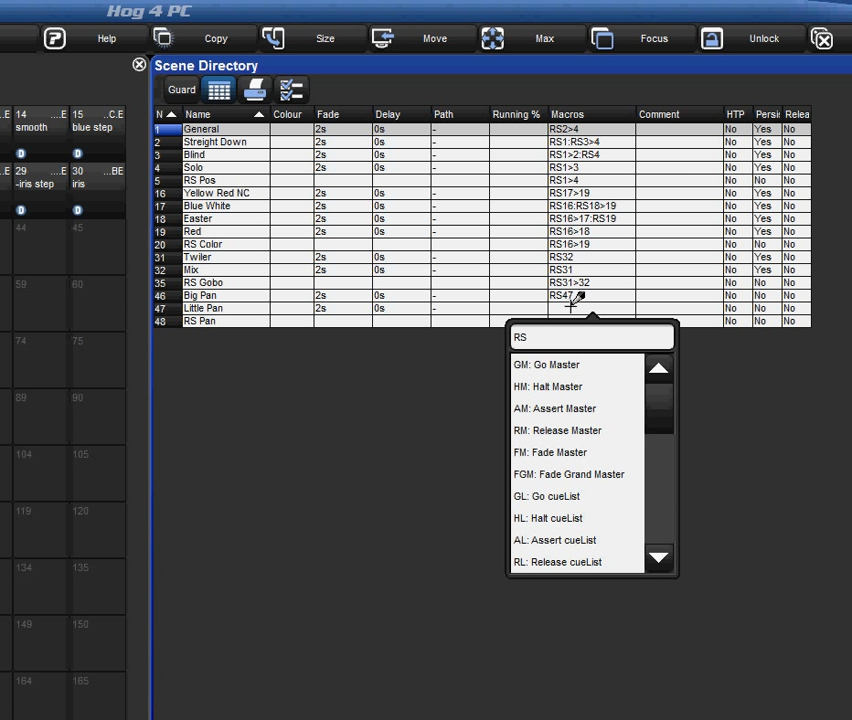 Hog 4 PC
Help Copy Size Move Max Focus Unlock
Scene Directory
Guard
N Name Colour Fade Delay Path Running % Macros Comment HTP Persi Relea
1 General 2s 0s - RS2>4 No Yes No
2 Streight Down 2s 0s - RS1:RS3>4 No Yes No
3 Blind 2s 0s - RS1>2:RS4 No Yes No
4 Solo 2s 0s - RS1>3 No Yes No
5 RS Pos RS1>4 No No No
16 Yellow Red NC 2s 0s - RS17>19 No Yes No
17 Blue White 2s 0s - RS16:RS18>19 No Yes No
18 Easter 2s 0s - RS16>17:RS19 No Yes No
19 Red 2s 0s - RS16>18 No Yes No
20 RS Color RS16>19 No No No
31 Twiler 2s 0s - RS32 No Yes No
32 Mix 2s 0s - RS31 No Yes No
35 RS Gobo RS31>32 No No No
46 Big Pan 2s 0s - RS47 No No No
47 Little Pan 2s 0s - No No No
48 RS Pan No No No
RS
GM: Go Master
HM: Halt Master
AM: Assert Master
RM: Release Master
FM: Fade Master
FGM: Fade Grand Master
GL: Go cueList
HL: Halt cueList
AL: Assert cueList
RL: Release cueList
..E 14 ....E 15 ..C.E
smooth blue step
D D
..E 29 ....E 30 ...BE
-iris step iris
D D
44 45
59 60
74 75
89 90
104 105
119 120
134 135
149 150
164 165